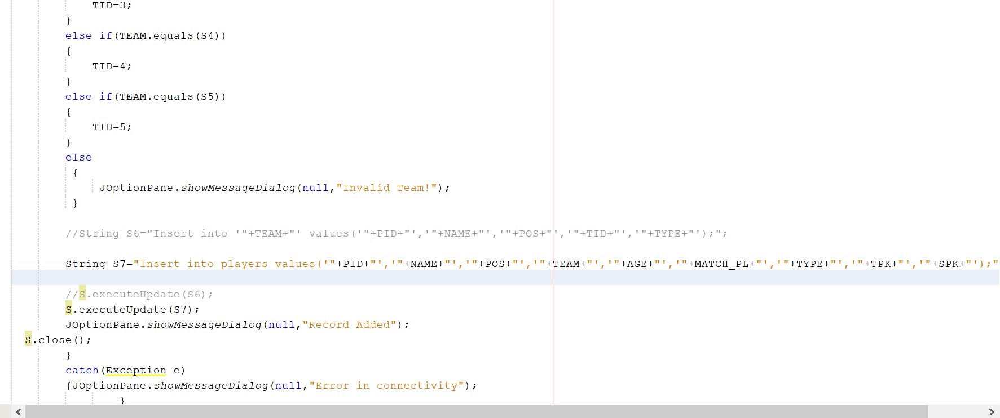 TID=3;
}
else if(TEAM.equals(S4))
{
TID=4;
}
else if(TEAM.equals(S5))
{
TID=5;
}
else
{
JOptionPane.showMessageDialog(null,"Invalid Team!");
}
//String S6="Insert into '"+TEAM+"' values('"+PID+"','"+NAME+"','"+POS+"','"+TID+"','"+TYPE+"');";
String S7="Insert into players values('"+PID+"','"+NAME+"','"+POS+"','"+TEAM+"','"+AGE+"','"+MATCH_PL+"','"+TYPE+"','"+TPK+"','"+SPK+"');"
//S.executeUpdate(S6);
S.executeUpdate(S7);
JOptionPane.showMessageDialog(null,"Record Added");
S.close();
}
catch(Exception e)
{JOptionPane.showMessageDialog(null,"Error in connectivity");
}